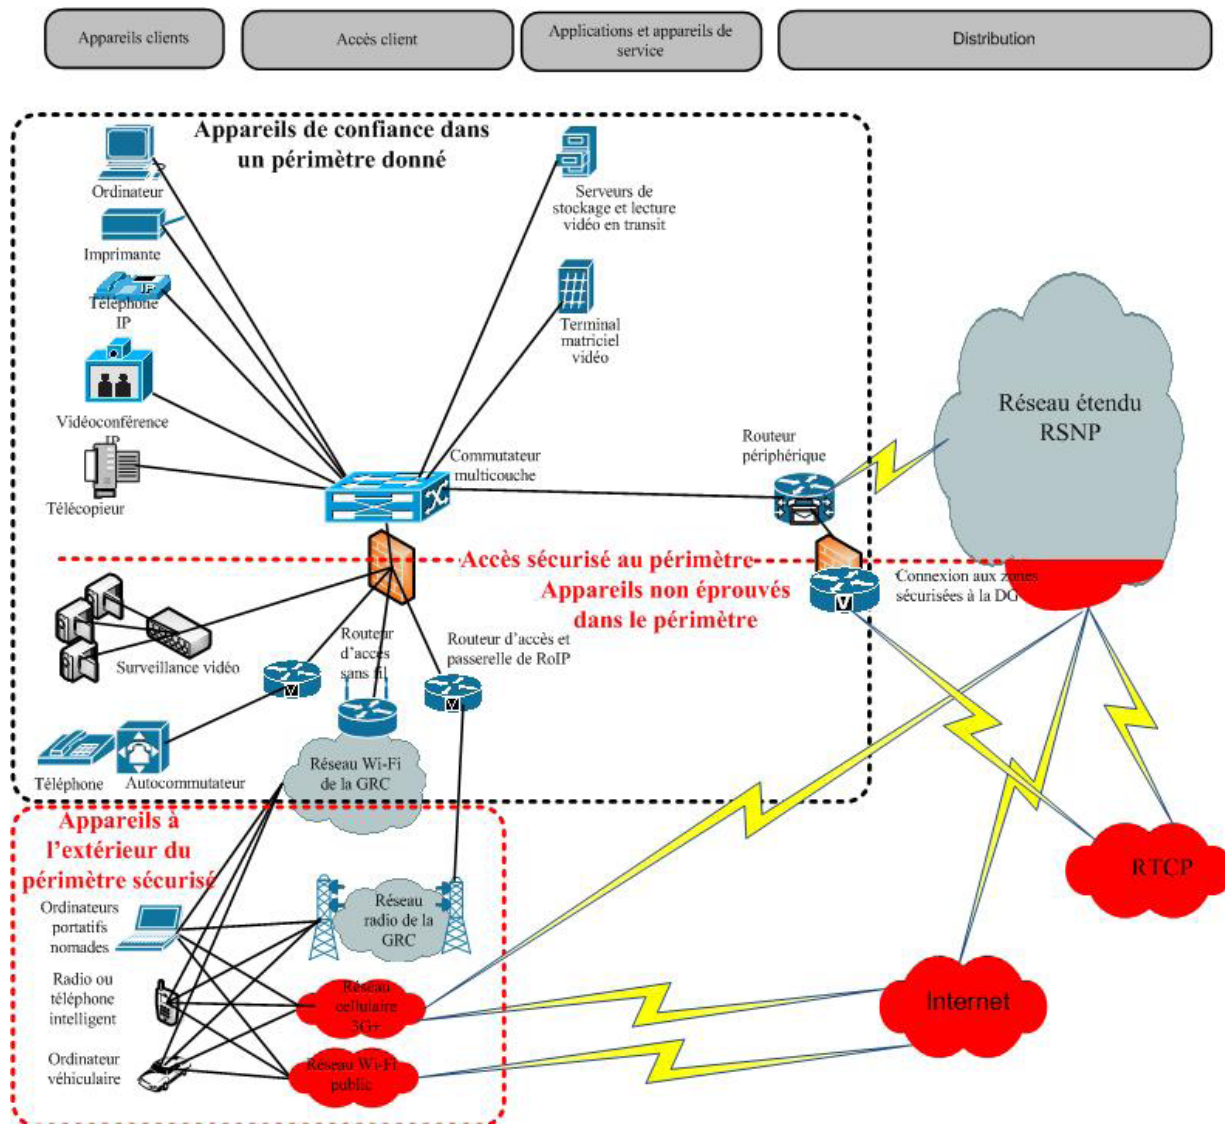 Appareils clients
Accès client
Applications et appareils de
service
Distribution
Appareils de confiance dans
un périmètre donné
Ordinateur
Imprimante
IP
Téléphone
IP
Vidéoconférence
IP
Télécopieur
Serveurs de
stockage et lecture
vidéo en transit
Terminal
matriciel
vidéo
Commutateur
multicouche
Routeur
périphérique
Réseau étendu
RSNP
Accès sécurisé au périmètre
Appareils non éprouvés
dans le périmètre
Connexion aux zones
sécurisées à la DG
V
Surveillance vidéo
Routeur
d'accès
sans fil
Routeur d'accès et
passerelle de RoIP
V
V
Téléphone
Autocommutateur
Réseau Wi-Fi
de la GRC
Appareils à
l'extérieur du
périmètre sécurisé
Ordinateurs
portatifs
nomades
Réseau
radio de la
GRC
RTCP
Radio ou
téléphone
intelligent
Réseau
cellulaire
3G+
Internet
Ordinateur
véhiculaire
Réseau Wi-Fi
public